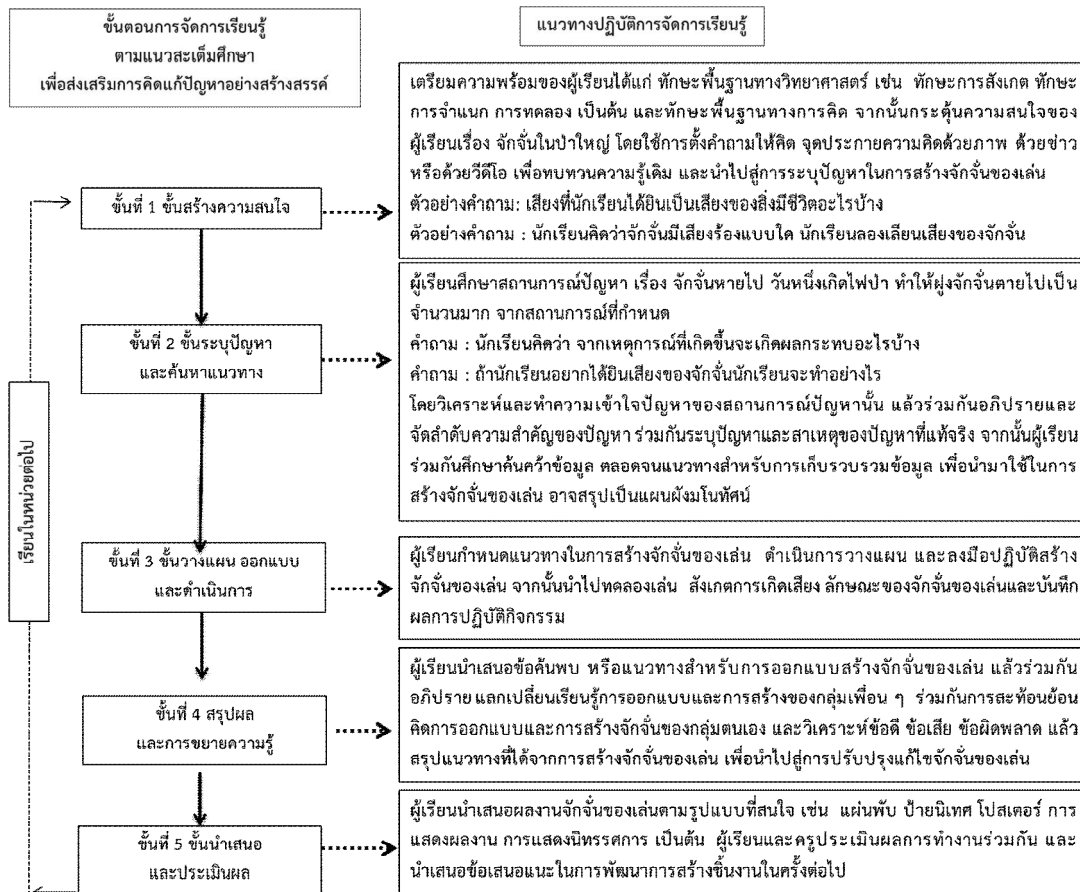 ขั้นตอนการจัดการเรียนรู้
ตามแนวสะเต็มศึกษา
เพื่อส่งเสริมการคิดแก้ปัญหาอย่างสร้างสรรค์
แนวทางปฏิบัติการจัดการเรียนรู้
ขั้นที่ 1 ขั้นสร้างความสนใจ
เตรียมความพร้อมของผู้เรียนได้แก่ ทักษะพื้นฐานทางวิทยาศาสตร์ เช่น ทักษะการสังเกต ทักษะ
การจำแนก การทดลอง เป็นต้น และทักษะพื้นฐานทางการคิด จากนั้นกระตุ้นความสนใจของ
ผู้เรียนเรื่อง จักจั่นในป่าใหญ่ โดยใช้การตั้งคำถามให้คิด จุดประกายความคิดด้วยภาพ ด้วยข่าว
หรือด้วยวีดีโอ เพื่อทบทวนความรู้เดิม และนำไปสู่การระบุปัญหาในการสร้างจักจั่นของเล่น
ตัวอย่างคำถาม: เสียงที่นักเรียนได้ยินเป็นเสียงของสิ่งมีชีวิตอะไรบ้าง
ตัวอย่างคำถาม : นักเรียนคิดว่าจักจั่นมีเสียงร้องแบบใด นักเรียนลองเลียนเสียงของจักจั่น
ขั้นที่ 2 ขั้นระบุปัญหา
และค้นหาแนวทาง
ผู้เรียนศึกษาสถานการณ์ปัญหา เรื่อง จักจั่นหายไป วันหนึ่งเกิดไฟป่า ทำให้ฝูงจักจั่นตายไปเป็น
จำนวนมาก จากสถานการณ์ที่กำหนด
คำถาม : นักเรียนคิดว่า จากเหตุการณ์ที่เกิดขึ้นจะเกิดผลกระทบอะไรบ้าง
คำถาม : ถ้านักเรียนอยากได้ยินเสียงของจักจั่นนักเรียนจะทำอย่างไร
โดยวิเคราะห์และทำความเข้าใจปัญหาของสถานการณ์ปัญหานั้น แล้วร่วมกันอภิปรายและ
จัดลำดับความสำคัญของปัญหา ร่วมกันระบุปัญหาและสาเหตุของปัญหาที่แท้จริง จากนั้นผู้เรียน
ร่วมกันศึกษาค้นคว้าข้อมูล ตลอดจนแนวทางสำหรับการเก็บรวบรวมข้อมูล เพื่อนำมาใช้ในการ
สร้างจักจั่นของเล่น อาจสรุปเป็นแผนผังมโนทัศน์
เรียนในหน่วยต่อไป
ขั้นที่ 3 ขั้นวางแผน ออกแบบ
และดำเนินการ
ผู้เรียนกำหนดแนวทางในการสร้างจักจั่นของเล่น ดำเนินการวางแผน และลงมือปฏิบัติสร้าง
จักจั่นของเล่น จากนั้นนำไปทดลองเล่น สังเกตการเกิดเสียง ลักษณะของจักจั่นของเล่นและบันทึก
ผลการปฏิบัติกิจกรรม
ขั้นที่ 4 สรุปผล
และการขยายความรู้
ผู้เรียนนำเสนอข้อค้นพบ หรือแนวทางสำหรับการออกแบบสร้างจักจั่นของเล่น แล้วร่วมกัน
อภิปราย แลกเปลี่ยนเรียนรู้การออกแบบและการสร้างของกลุ่มเพื่อน ๆ ร่วมกันการสะท้อนย้อน
คิดการออกแบบและการสร้างจักจั่นของกลุ่มตนเอง และวิเคราะห์ข้อดี ข้อเสีย ข้อผิดพลาด แล้ว
สรุปแนวทางที่ได้จากการสร้างจักจั่นของเล่น เพื่อนำไปสู่การปรับปรุงแก้ไขจักจั่นของเล่น
ขั้นที่ 5 ขั้นนำเสนอ
และประเมินผล
ผู้เรียนนำเสนอผลงานจักจั่นของเล่นตามรูปแบบที่สนใจ เช่น แผ่นพับ ป้ายนิเทศ โปสเตอร์ การ
แสดงผลงาน การแสดงนิทรรศการ เป็นต้น ผู้เรียนและครูประเมินผลการทำงานร่วมกัน และ
นำเสนอข้อเสนอแนะในการพัฒนาการสร้างชิ้นงานในครั้งต่อไป